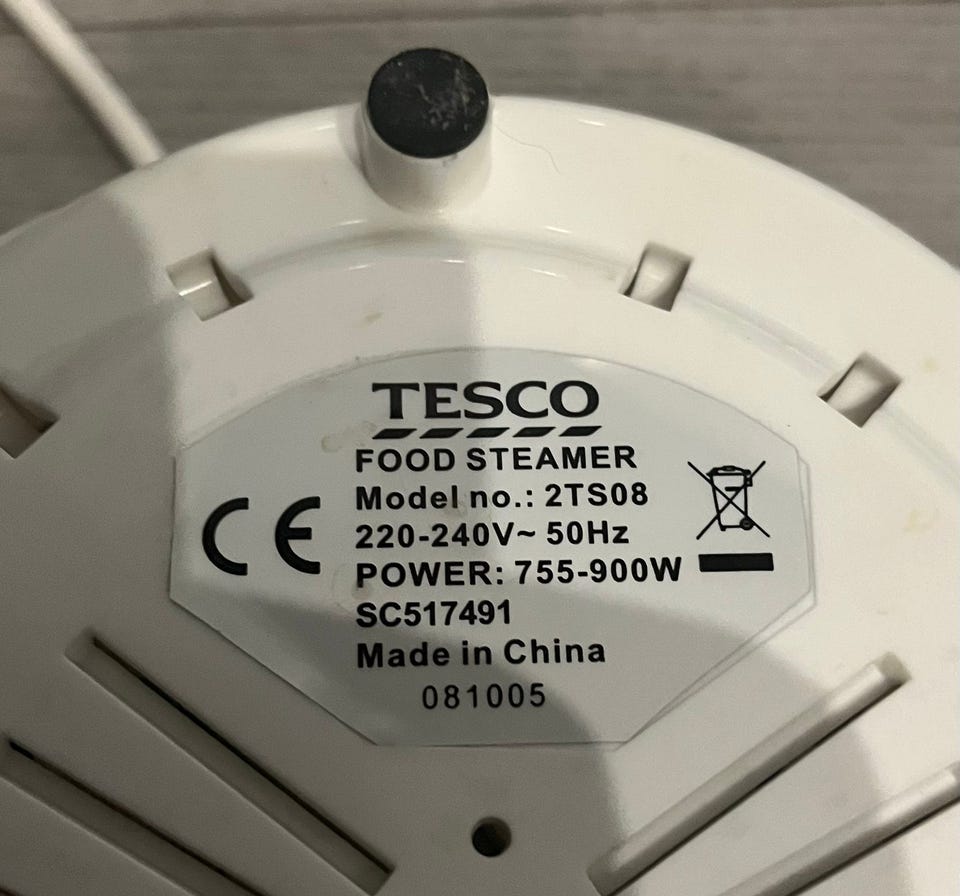 TESCO
FOOD STEAMER
Model no.: 2TS08
220-240V~ 50Hz
POWER: 755-900W
SC517491
Made in China
081005
CE